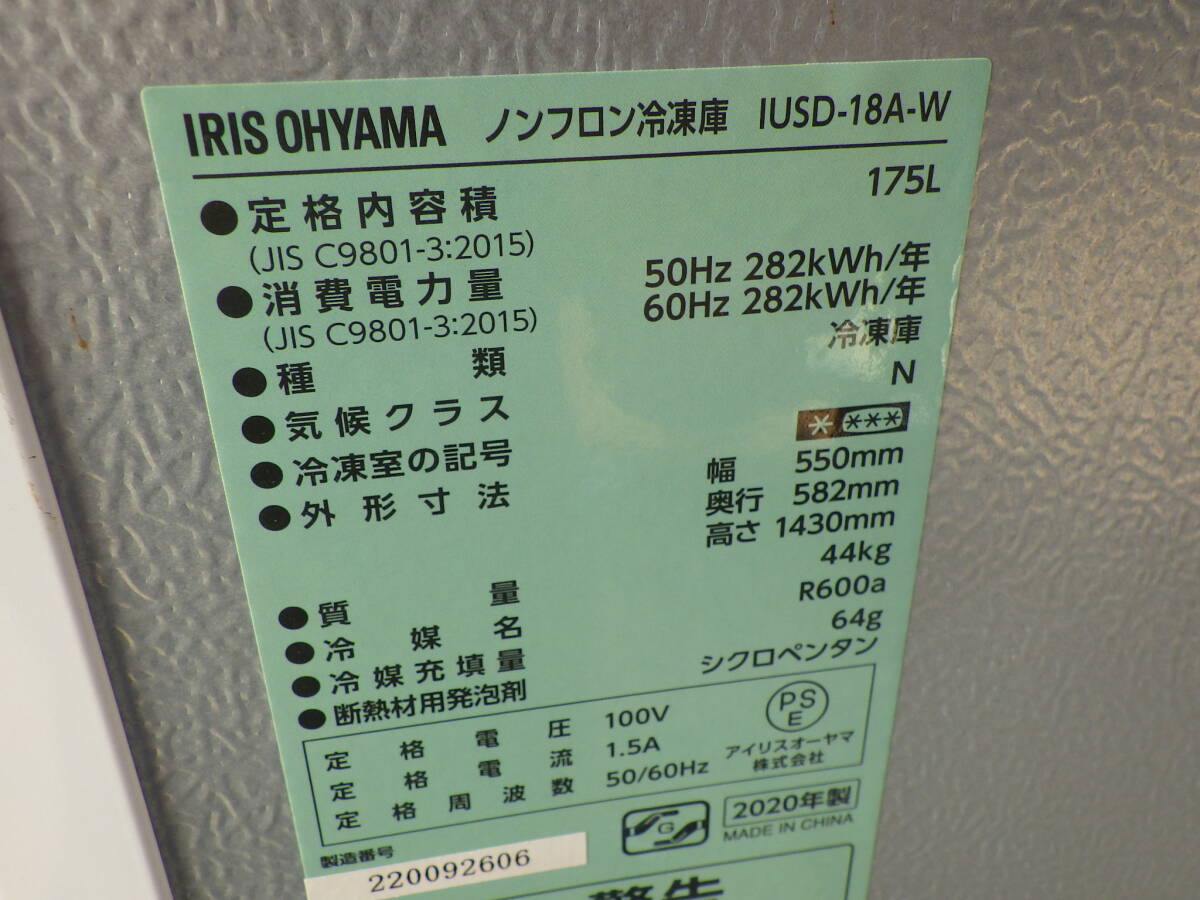 IRIS OHYAMA ノンフロン冷凍庫 IUSD-18A-W
●定格内容積 175L
(JIS C9801-3:2015)
●消費電力量 50Hz 282kWh/年
(JIS C9801-3:2015) 60Hz 282kWh/年
●種類 冷凍庫
●気候クラス N
●冷凍室の記号 * ***
●外形寸法 幅 550mm
奥行 582mm
高さ 1430mm
●質量 44kg
●冷媒名 R600a
●冷媒充填量 64g
●断熱材用発泡剤 シクロペンタン
定格電圧 100V
定格電流 1.5A
定格周波数 50/60Hz
PS
E
アイリスオーヤマ
株式会社
G
2020年製
MADE IN CHINA
製造番号
220092606
警告